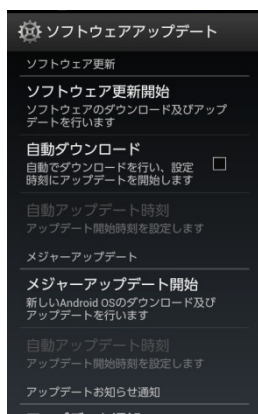 ソフトウェアアップデート
ソフトウェア更新
ソフトウェア更新開始
ソフトウェアのダウンロード及びアップ
デートを行います
自動ダウンロード
自動でダウンロードを行い、設定
時刻にアップデートを開始します
自動アップデート時刻
アップデート開始時刻を設定します
メジャーアップデート
メジャーアップデート開始
新しいAndroid OSのダウンロード及び
アップデートを行います
自動アップデート時刻
アップデート開始時刻を設定します
アップデートお知らせ通知